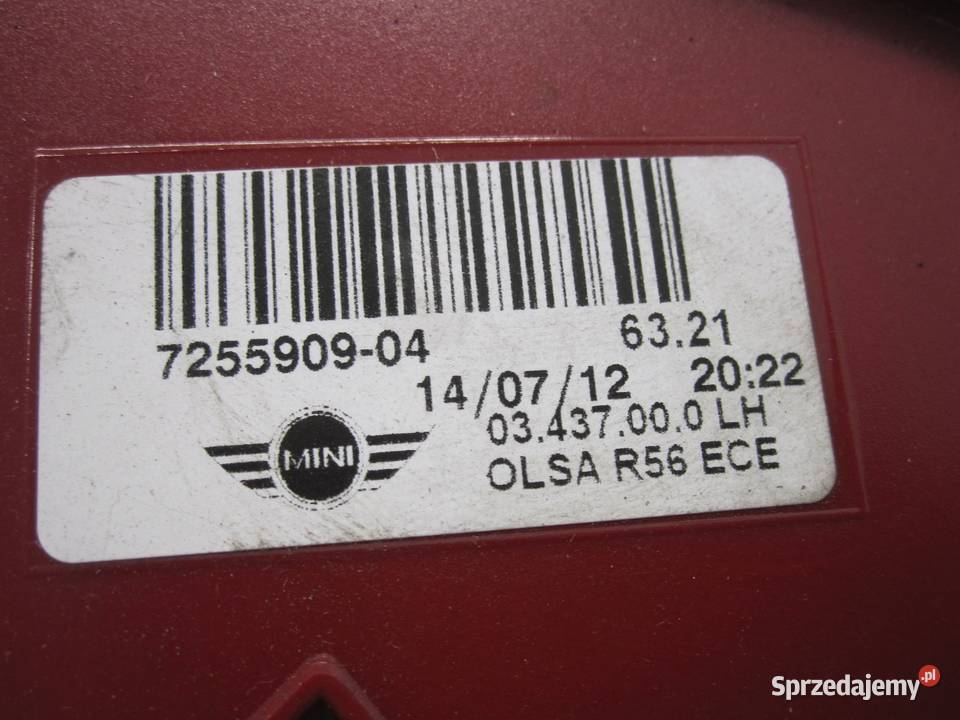 7255909-04 63.21
14/07/12 20:22
03.437.00.0 LH
MINI
OLSA R56 ECE
Sprzedajemy.pl